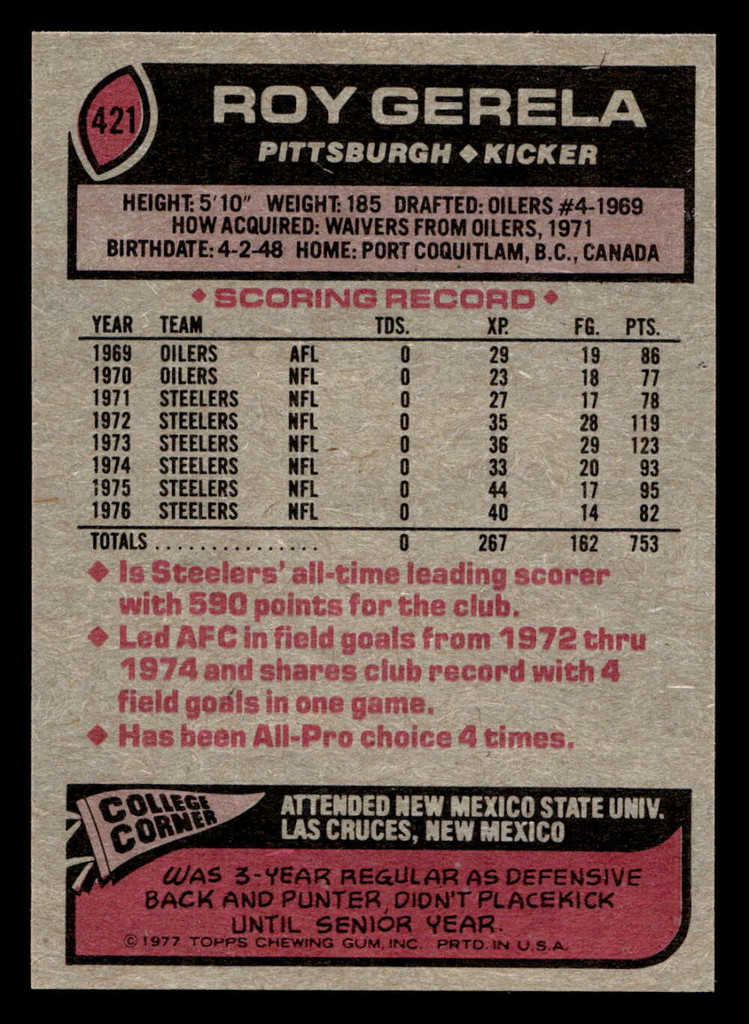 421
ROY GERELA
PITTSBURGH ◆ KICKER
HEIGHT: 5'10" WEIGHT: 185 DRAFTED: OILERS #4-1969
HOW ACQUIRED: WAIVERS FROM OILERS, 1971
BIRTHDATE: 4-2-48 HOME: PORT COQUITLAM, B.C., CANADA
◆ SCORING RECORD ◆
YEAR TEAM TDS. XP. FG. PTS.
1969 OILERS AFL 0 29 19 86
1970 OILERS NFL 0 23 18 77
1971 STEELERS NFL 0 27 17 78
1972 STEELERS NFL 0 35 28 119
1973 STEELERS NFL 0 36 29 123
1974 STEELERS NFL 0 33 20 93
1975 STEELERS NFL 0 44 17 95
1976 STEELERS NFL 0 40 14 82
TOTALS ............... 0 267 162 753
◆ Is Steelers' all-time leading scorer
with 590 points for the club.
◆ Led AFC in field goals from 1972 thru
1974 and shares club record with 4
field goals in one game.
◆ Has been All-Pro choice 4 times.
COLLEGE
CORNER
ATTENDED NEW MEXICO STATE UNIV.
LAS CRUCES, NEW MEXICO
WAS 3-YEAR REGULAR AS DEFENSIVE
BACK AND PUNTER, DIDN'T PLACEKICK
UNTIL SENIOR YEAR.
© 1977 TOPPS CHEWING GUM, INC. PRTD. IN U.S.A.